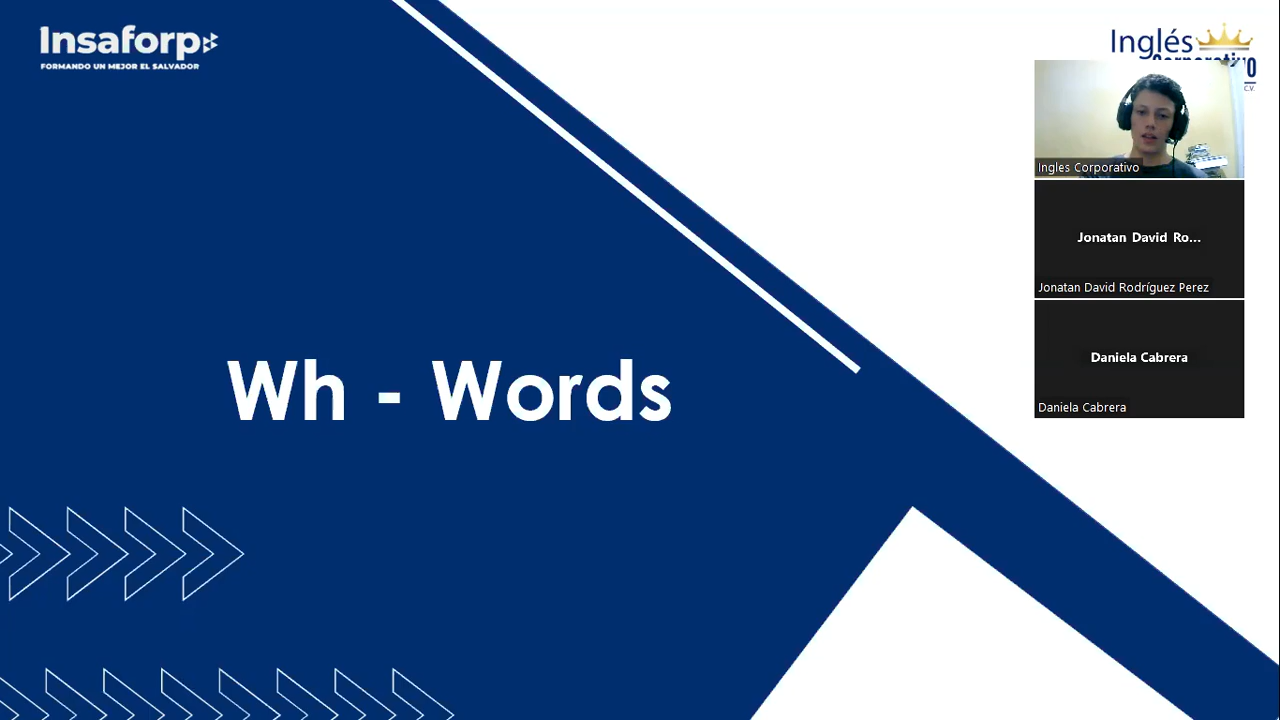 Insaforp
FORMANDO UN MEJOR EL SALVADOR
Wh - Words
Inglés
Corporativo
C.V.
Ingles Corporativo
Jonatan David Ro...
Jonatan David Rodríguez Perez
Daniela Cabrera
Daniela Cabrera